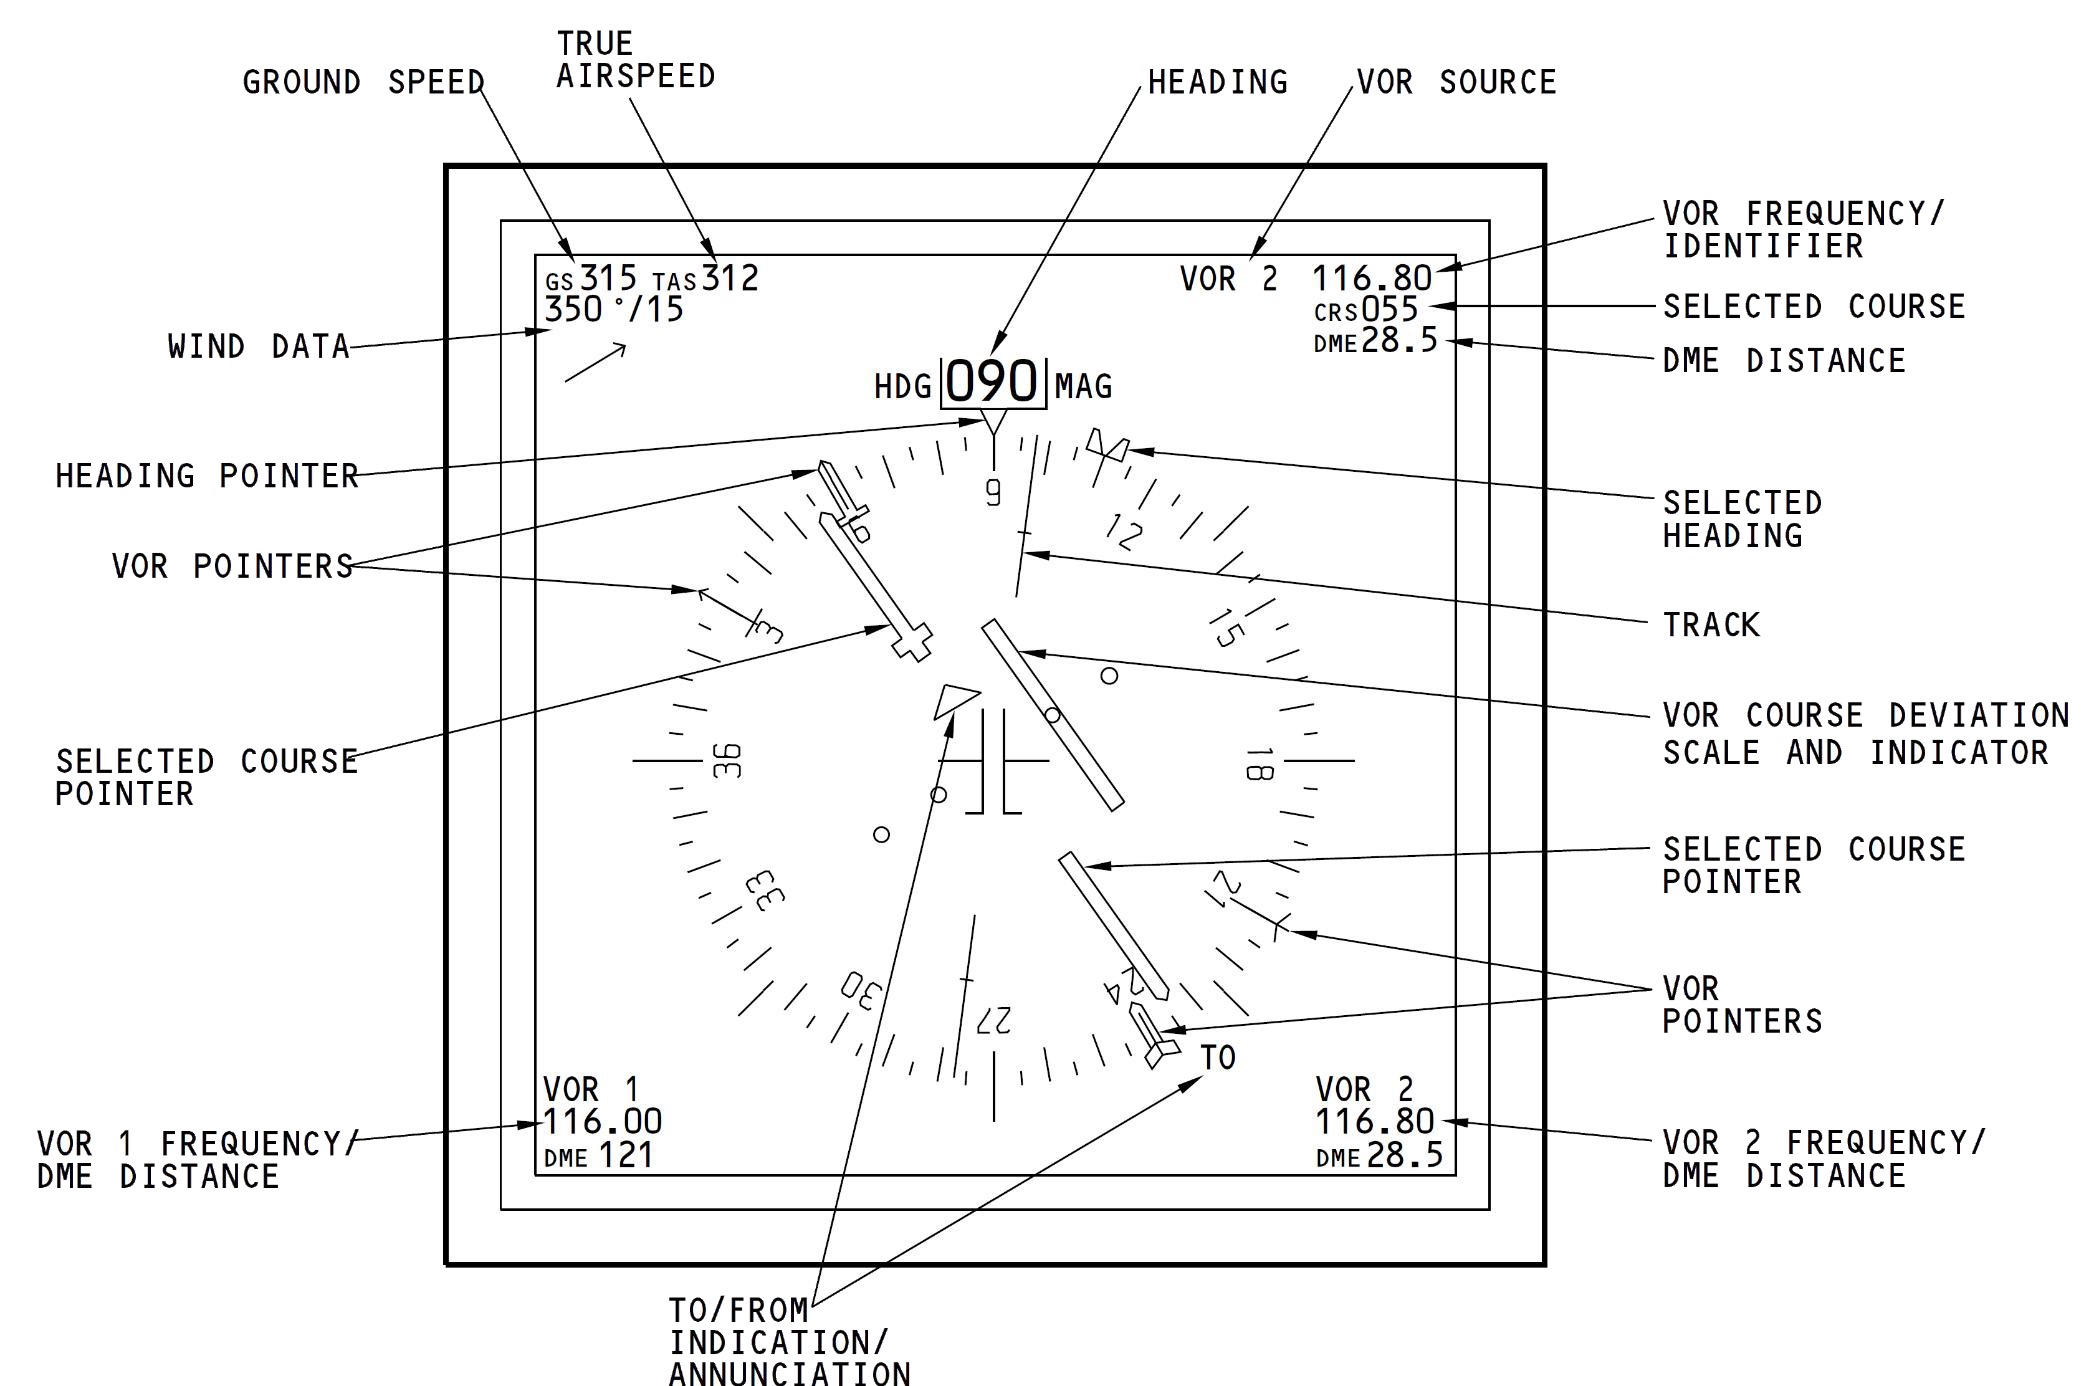 TRUE
AIRSPEED
GROUND SPEED
HEADING
VOR SOURCE
VOR FREQUENCY/
IDENTIFIER
GS 315 TAS 312
350 °/15
VOR 2 116.80
CRS 055
DME 28.5
SELECTED COURSE
DME DISTANCE
WIND DATA
HDG 090 MAG
HEADING POINTER
VOR POINTERS
SELECTED COURSE
POINTER
SELECTED
HEADING
TRACK
VOR COURSE DEVIATION
SCALE AND INDICATOR
SELECTED COURSE
POINTER
VOR
POINTERS
6
9
12
3
15
36
18
33
21
30
24
27
TO
VOR 1
116.00
DME 121
VOR 2
116.80
DME 28.5
VOR 1 FREQUENCY/
DME DISTANCE
VOR 2 FREQUENCY/
DME DISTANCE
TO/FROM
INDICATION/
ANNUNCIATION